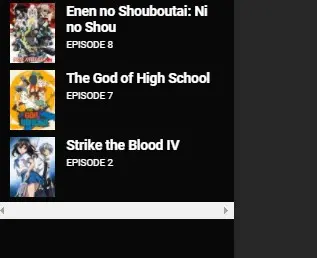 Enen no Shouboutai: Ni
no Shou
EPISODE 8
The God of High School
EPISODE 7
Strike the Blood IV
EPISODE 2